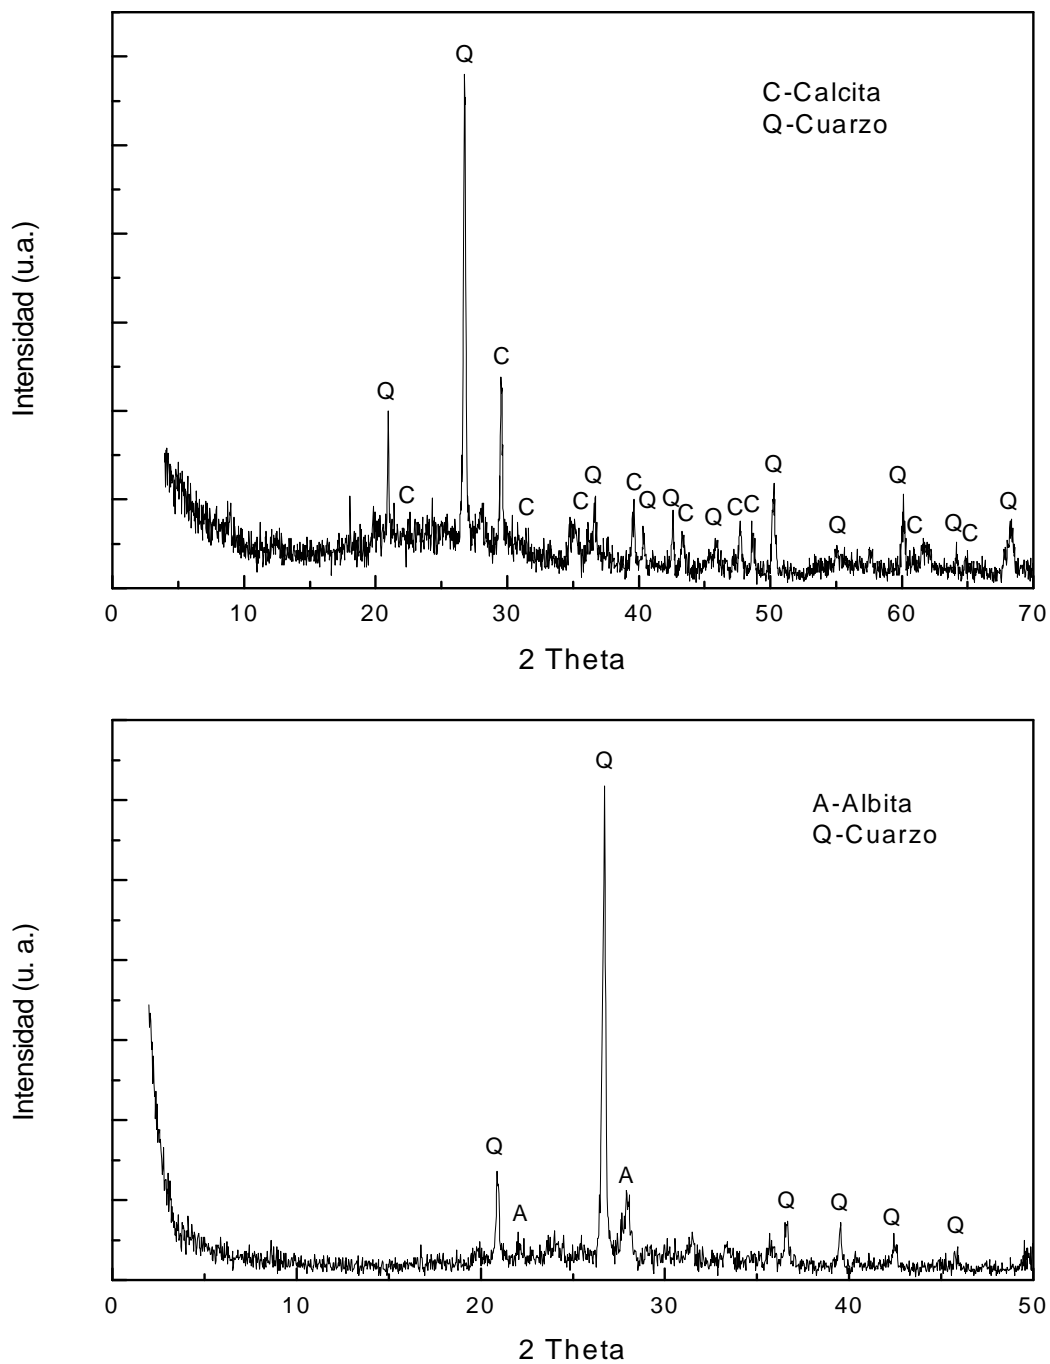 Q
C-Calcita
Q-Cuarzo
Intensidad (u.a.)
C
Q
Q
Q
Q
Q
C
C
C
C
Q
Q
C
Q
C
C
Q
C
Q
C
0 10 20 30 40 50 60 70
2 Theta
Q
A-Albita
Q-Cuarzo
Intensidad (u. a.)
Q
A
A
Q
Q
Q
Q
0 10 20 30 40 50
2 Theta